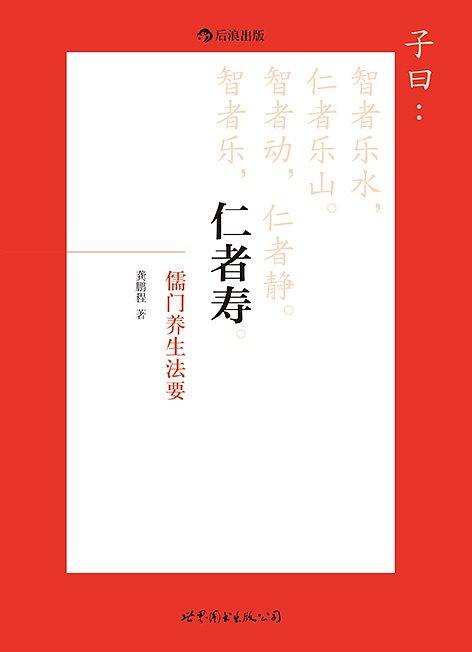 后浪出版
子曰：
智者乐水，
仁者乐山。
智者动，仁者静。
智者乐，仁者寿。
儒门养生法要
龚鹏程 著
世界图书出版公司